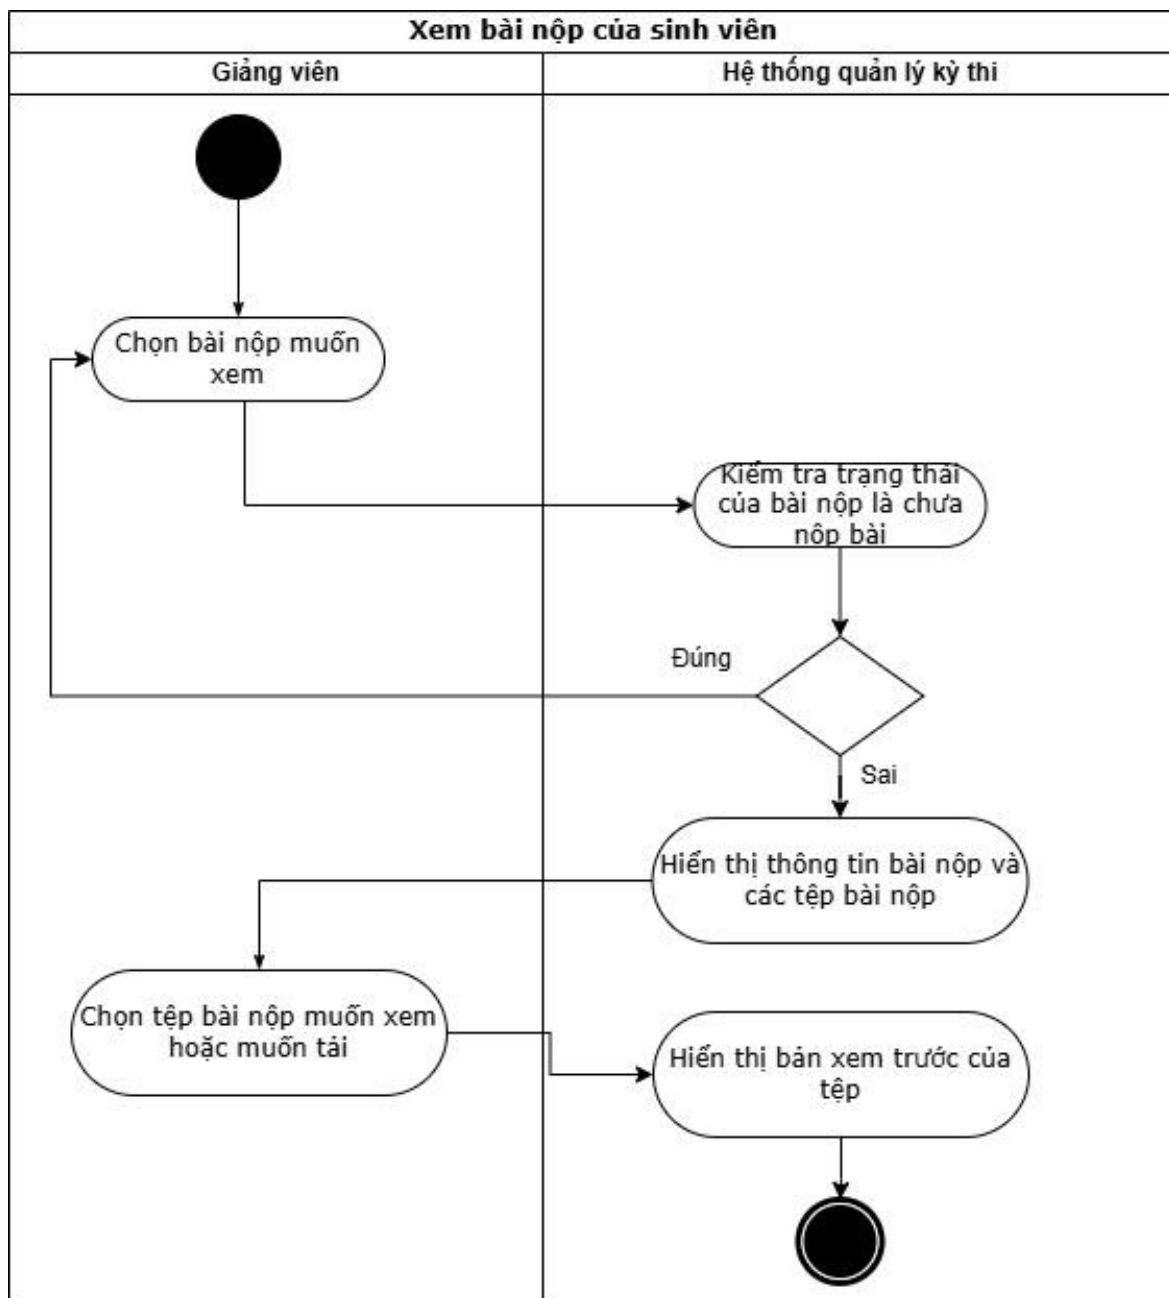 Xem bài nộp của sinh viên
Giảng viên
Hệ thống quản lý kỳ thi
Chọn bài nộp muốn
xem
Kiểm tra trạng thái
của bài nộp là chưa
nộp bài
Đúng
Sai
Hiển thị thông tin bài nộp và
các tệp bài nộp
Chọn tệp bài nộp muốn xem
hoặc muốn tải
Hiển thị bản xem trước của
tệp